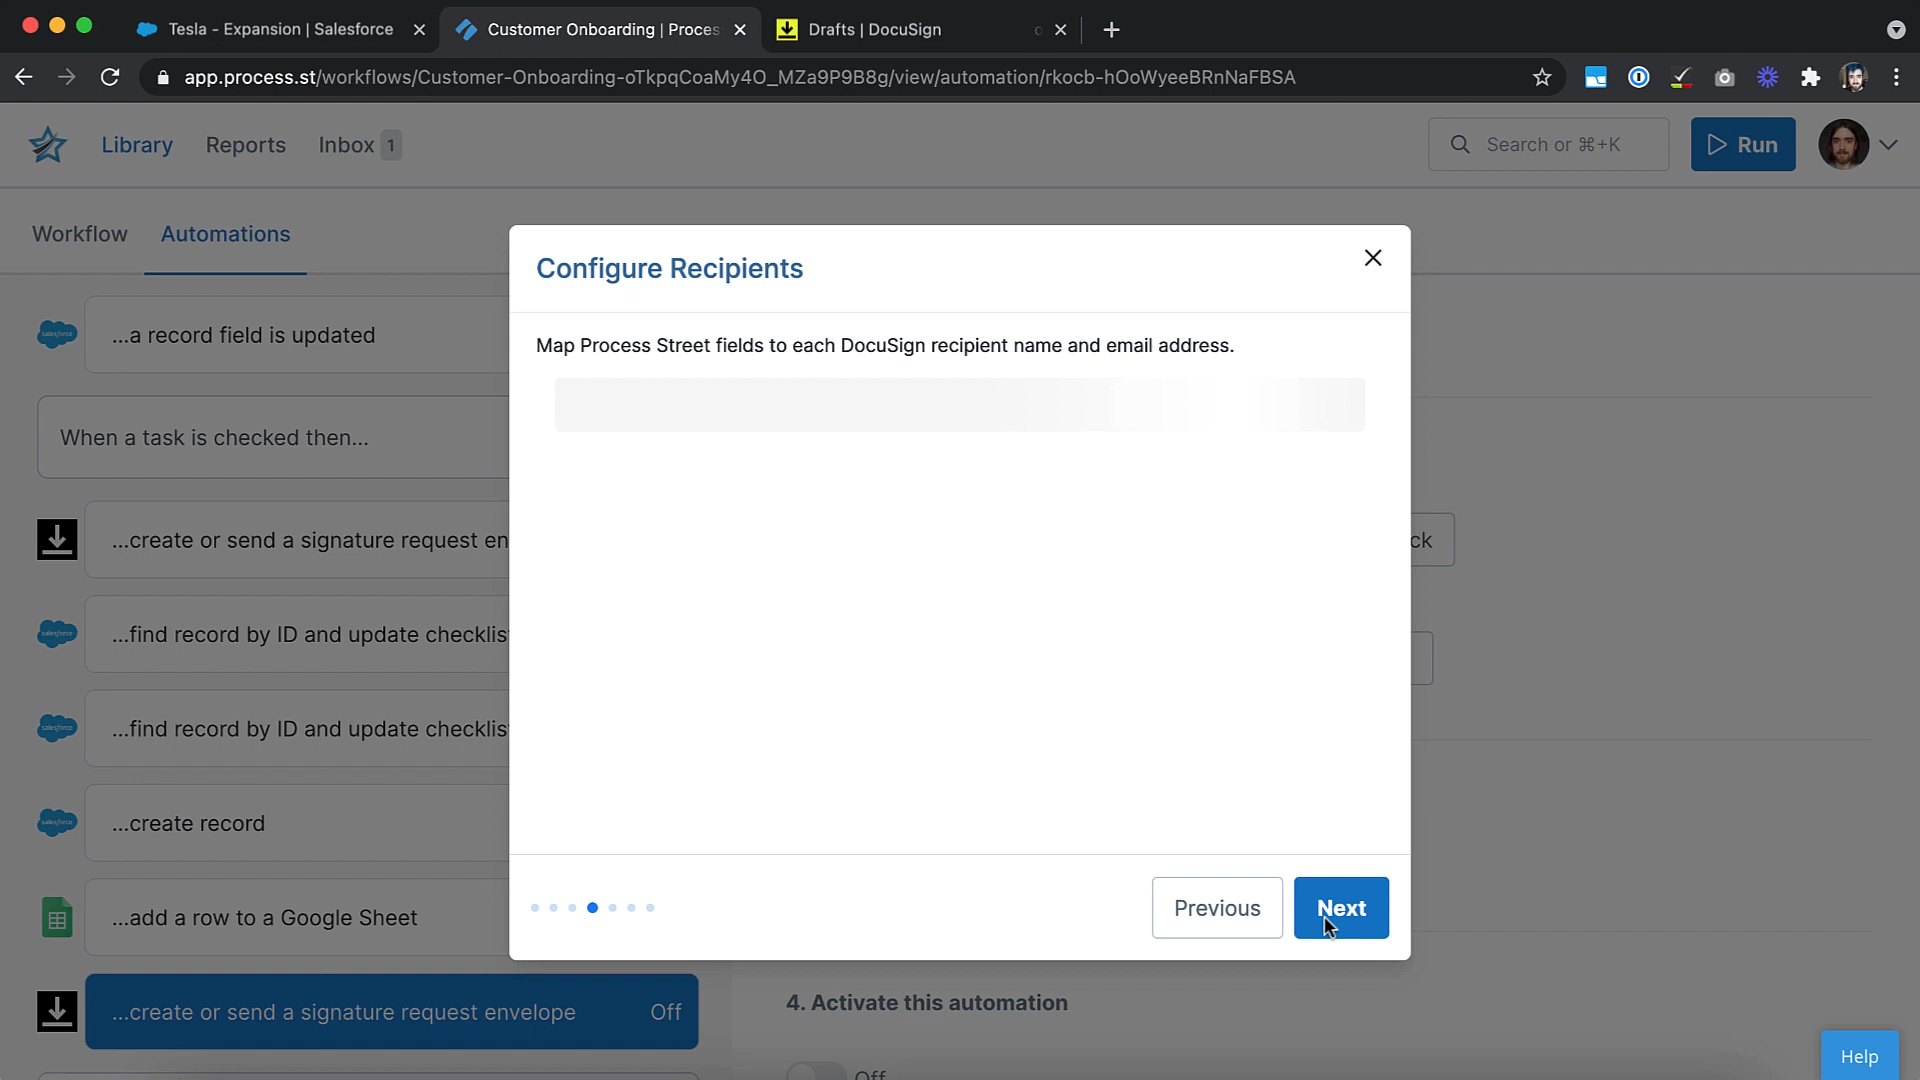 Tesla - Expansion | Salesforce
Customer Onboarding | Proces
Drafts | DocuSign
app.process.st/workflows/Customer-Onboarding-oTkpqCoaMy4O_MZa9P9B8g/view/automation/rkocb-hOoWyeeBRnNaFBSA
Library
Reports
Inbox 1
Search or ⌘+K
Run
Workflow
Automations
Configure Recipients
Map Process Street fields to each DocuSign recipient name and email address.
...a record field is updated
When a task is checked then...
...create or send a signature request en
ck
...find record by ID and update checklis
...find record by ID and update checklis
...create record
...add a row to a Google Sheet
Previous
Next
...create or send a signature request envelope Off
4. Activate this automation
Off
Help